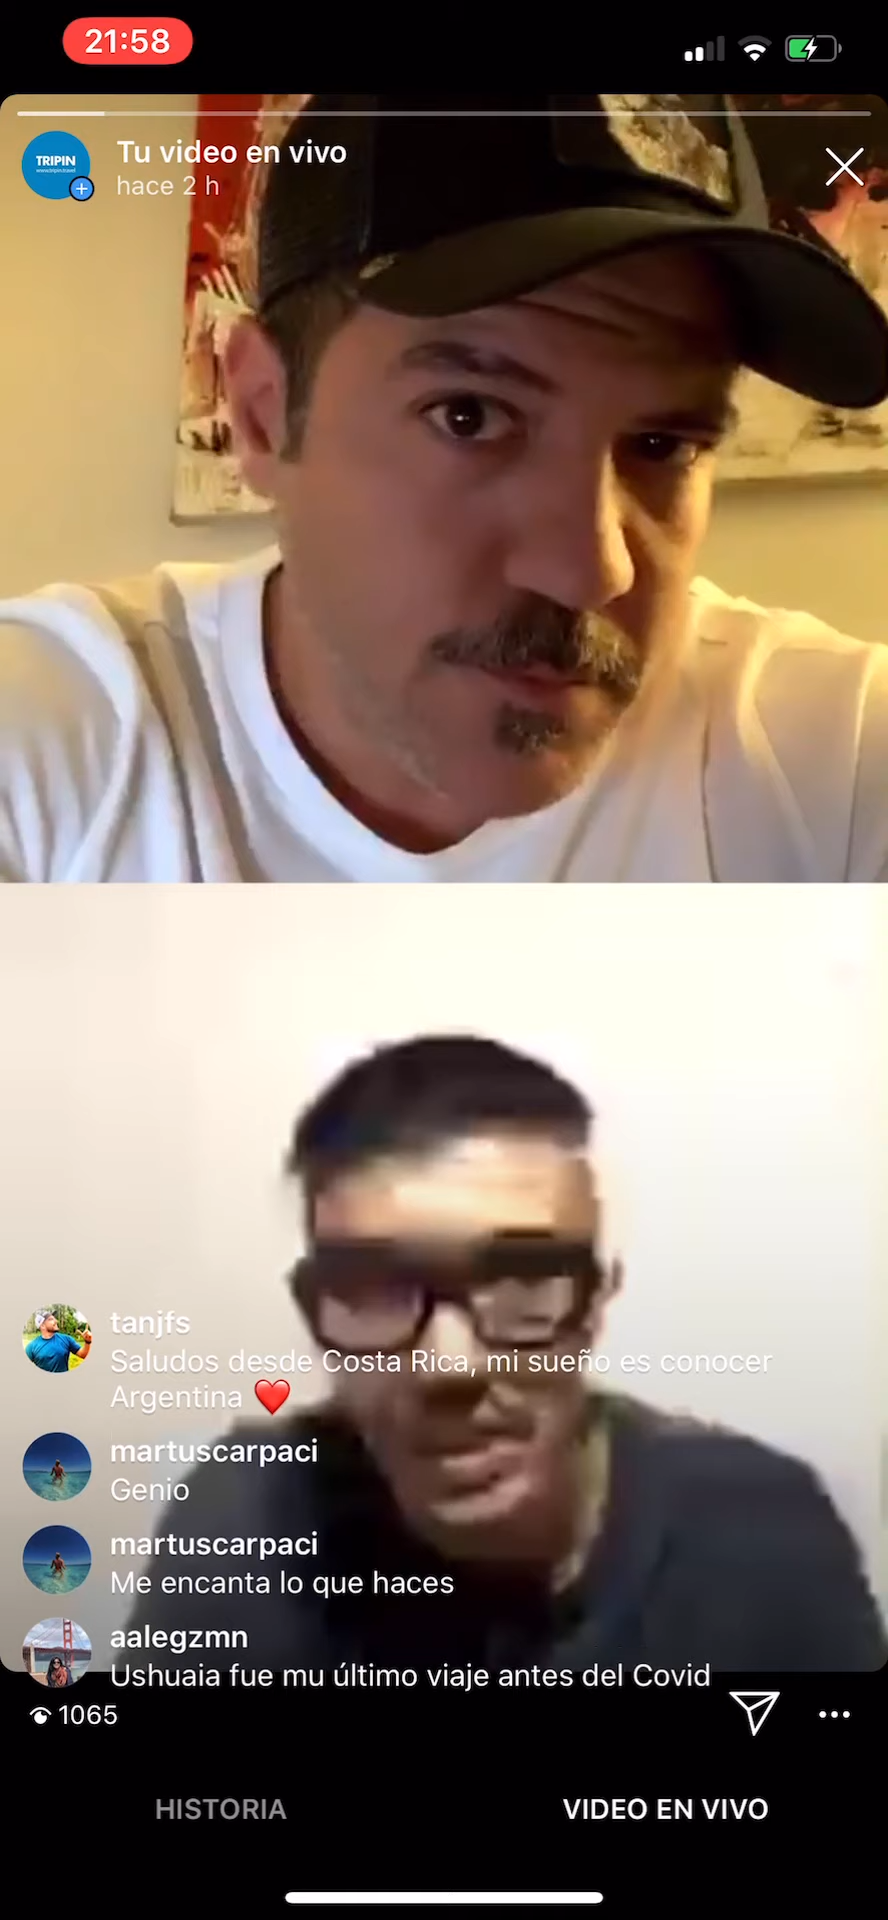 21:58
TRIPIN
Tu video en vivo
hace 2 h
tanjfs
Saludos desde Costa Rica, mi sueño es conocer
Argentina ❤️
martuscarpaci
Genio
martuscarpaci
Me encanta lo que haces
aalegzmn
Ushuaia fue mu último viaje antes del Covid
1065
HISTORIA
VIDEO EN VIVO